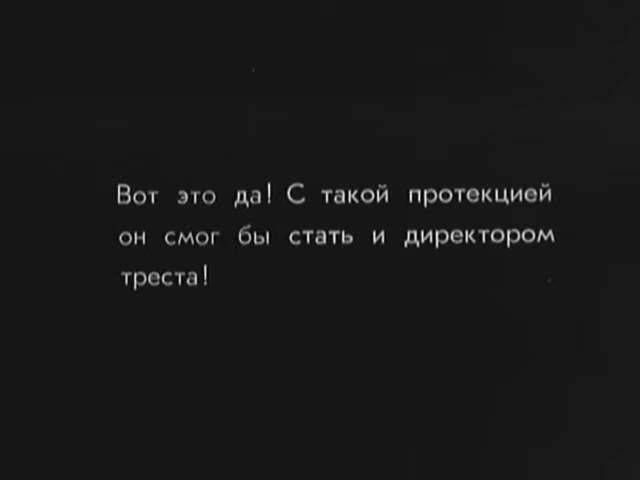 Вот это да! С такой протекцией
он смог бы стать и директором
треста!